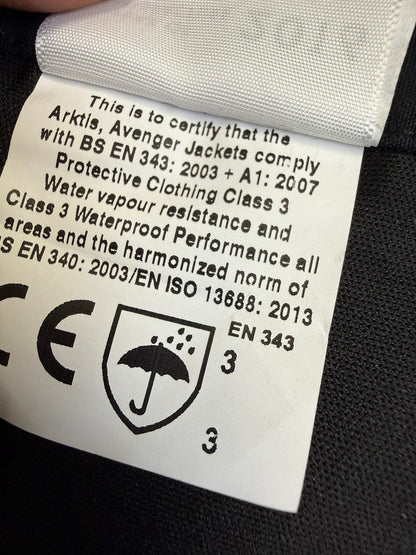 This is to certify that the
Arktis, Avenger Jackets comply
with BS EN 343: 2003 + A1: 2007
Protective Clothing Class 3
Water vapour resistance and
Class 3 Waterproof Performance all
areas and the harmonized norm of
S EN 340: 2003/EN ISO 13688: 2013
CE
EN 343
3
3